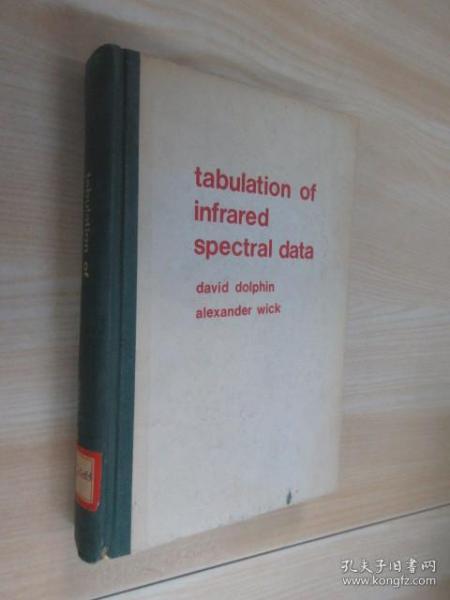 tabulation of
infrared
spectral data
david dolphin
alexander wick
tabulation of
孔夫子旧书网
www.kongfz.com